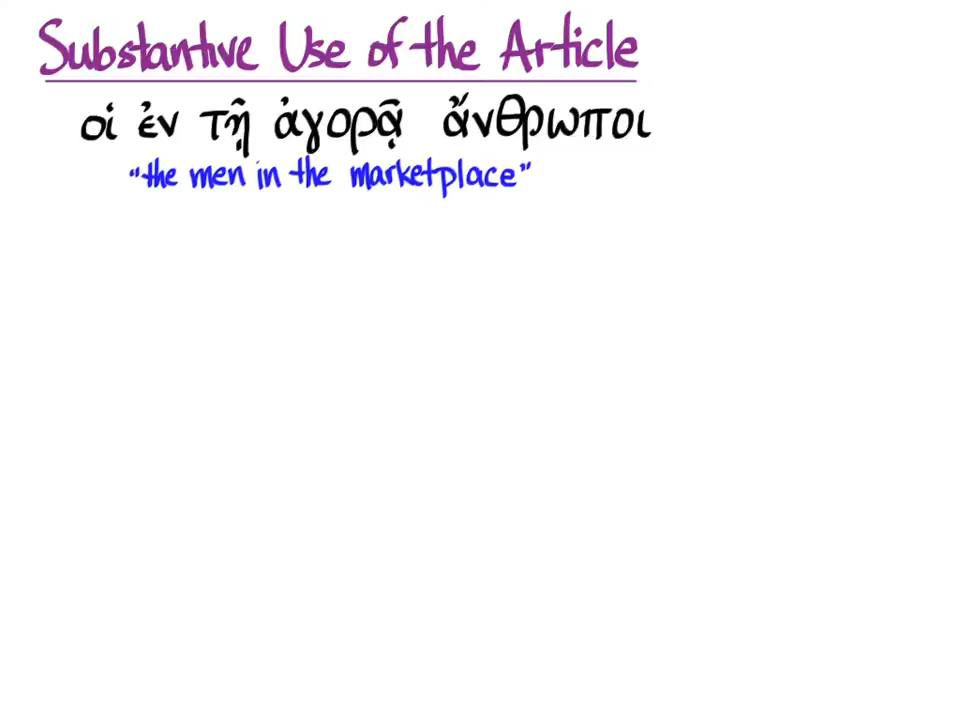 Substantive Use of the Article
οἱ ἐν τῇ ἀγορᾷ ἄνθρωποι
"the men in the marketplace"